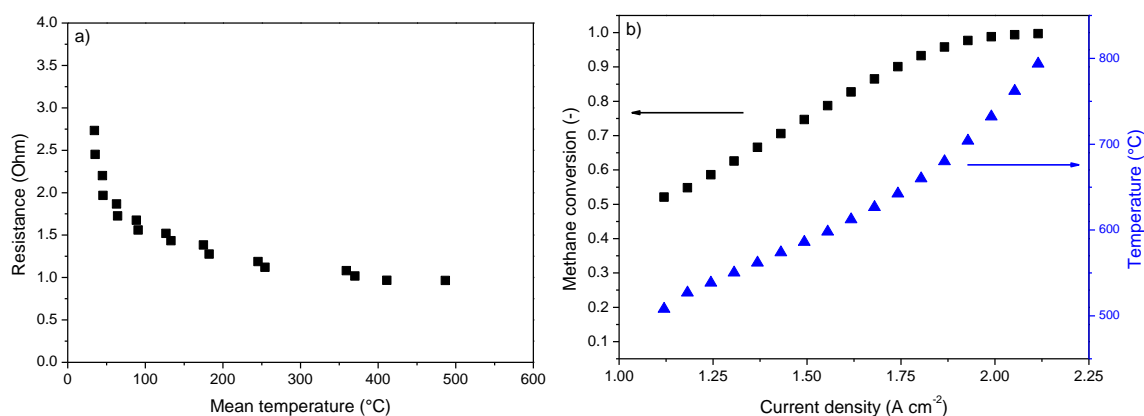 a)
4.0
3.5
3.0
2.5
2.0
1.5
1.0
0.5
0.0
Resistance (Ohm)
0 100 200 300 400 500 600
Mean temperature (°C)
b)
1.0
0.9
0.8
0.7
0.6
0.5
0.4
0.3
0.2
0.1
Methane conversion (-)
800
700
600
500
Temperature (°C)
1.00 1.25 1.50 1.75 2.00 2.25
Current density (A cm⁻²)